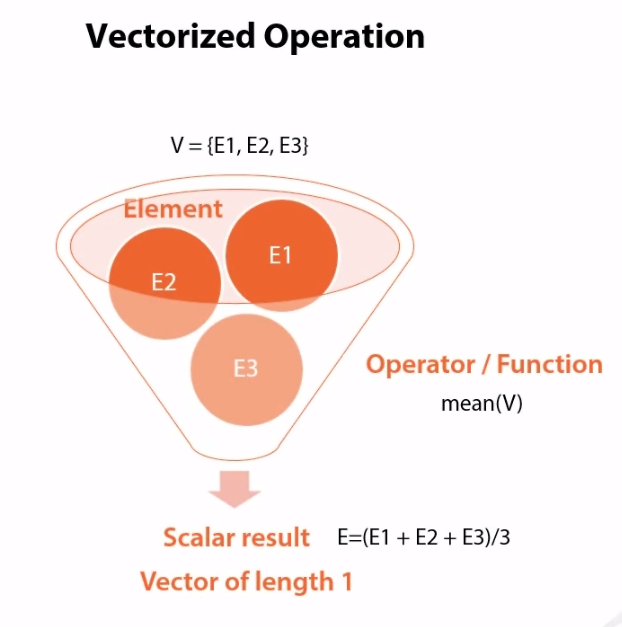 Vectorized Operation
V = {E1, E2, E3}
Element
E1
E2
E3
Operator / Function
mean(V)
Scalar result E=(E1 + E2 + E3)/3
Vector of length 1